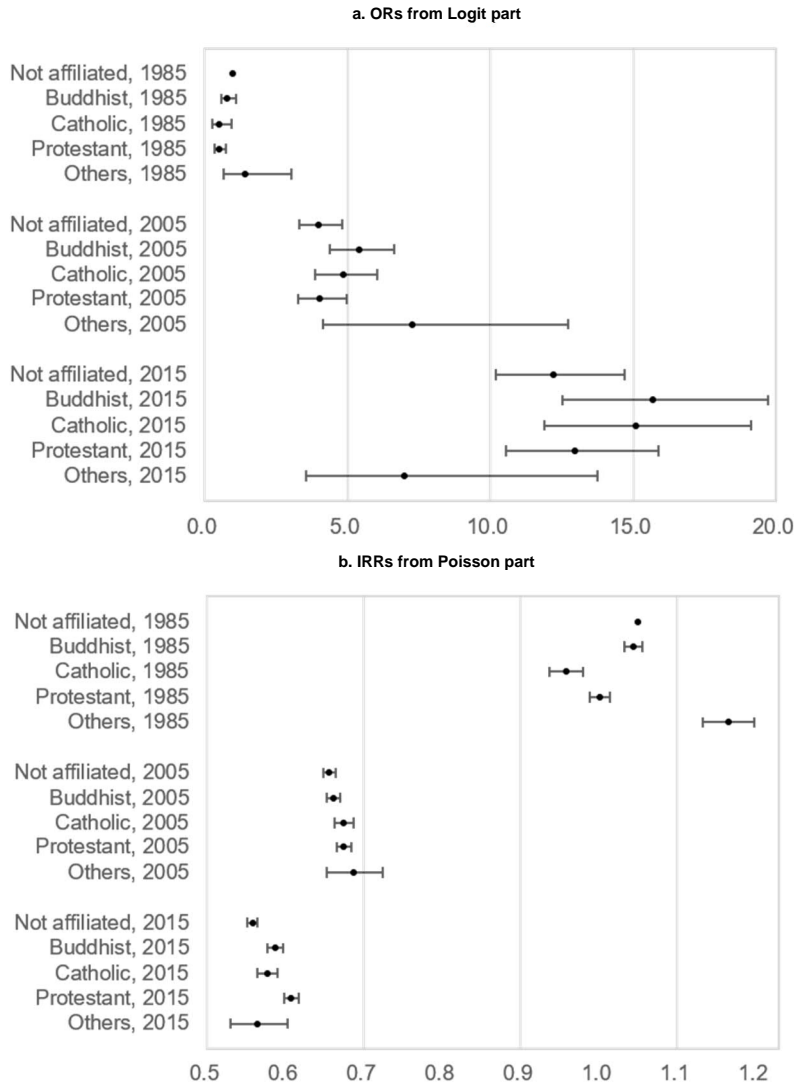 a. ORs from Logit part
Not affiliated, 1985
Buddhist, 1985
Catholic, 1985
Protestant, 1985
Others, 1985
Not affiliated, 2005
Buddhist, 2005
Catholic, 2005
Protestant, 2005
Others, 2005
Not affiliated, 2015
Buddhist, 2015
Catholic, 2015
Protestant, 2015
Others, 2015
0.0 5.0 10.0 15.0 20.0
b. IRRs from Poisson part
Not affiliated, 1985
Buddhist, 1985
Catholic, 1985
Protestant, 1985
Others, 1985
Not affiliated, 2005
Buddhist, 2005
Catholic, 2005
Protestant, 2005
Others, 2005
Not affiliated, 2015
Buddhist, 2015
Catholic, 2015
Protestant, 2015
Others, 2015
0.5 0.6 0.7 0.8 0.9 1.0 1.1 1.2